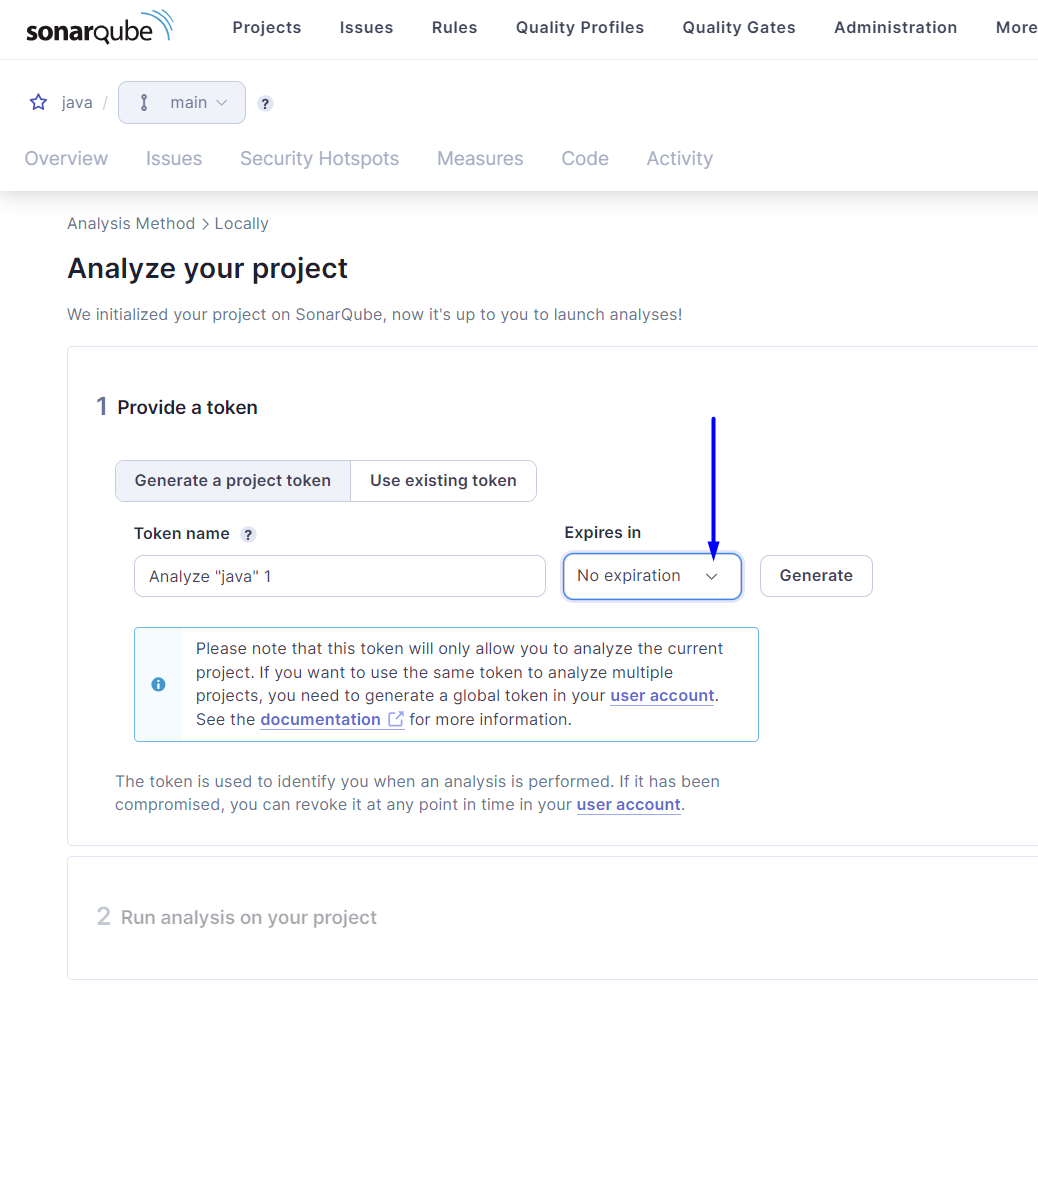 sonarqube Projects Issues Rules Quality Profiles Quality Gates Administration More
java / main ?
Overview Issues Security Hotspots Measures Code Activity
Analysis Method > Locally
Analyze your project
We initialized your project on SonarQube, now it's up to you to launch analyses!
1 Provide a token
Generate a project token Use existing token
Token name ? Expires in
Analyze "java" 1 No expiration Generate
Please note that this token will only allow you to analyze the current
project. If you want to use the same token to analyze multiple
projects, you need to generate a global token in your user account.
See the documentation for more information.
The token is used to identify you when an analysis is performed. If it has been
compromised, you can revoke it at any point in time in your user account.
2 Run analysis on your project